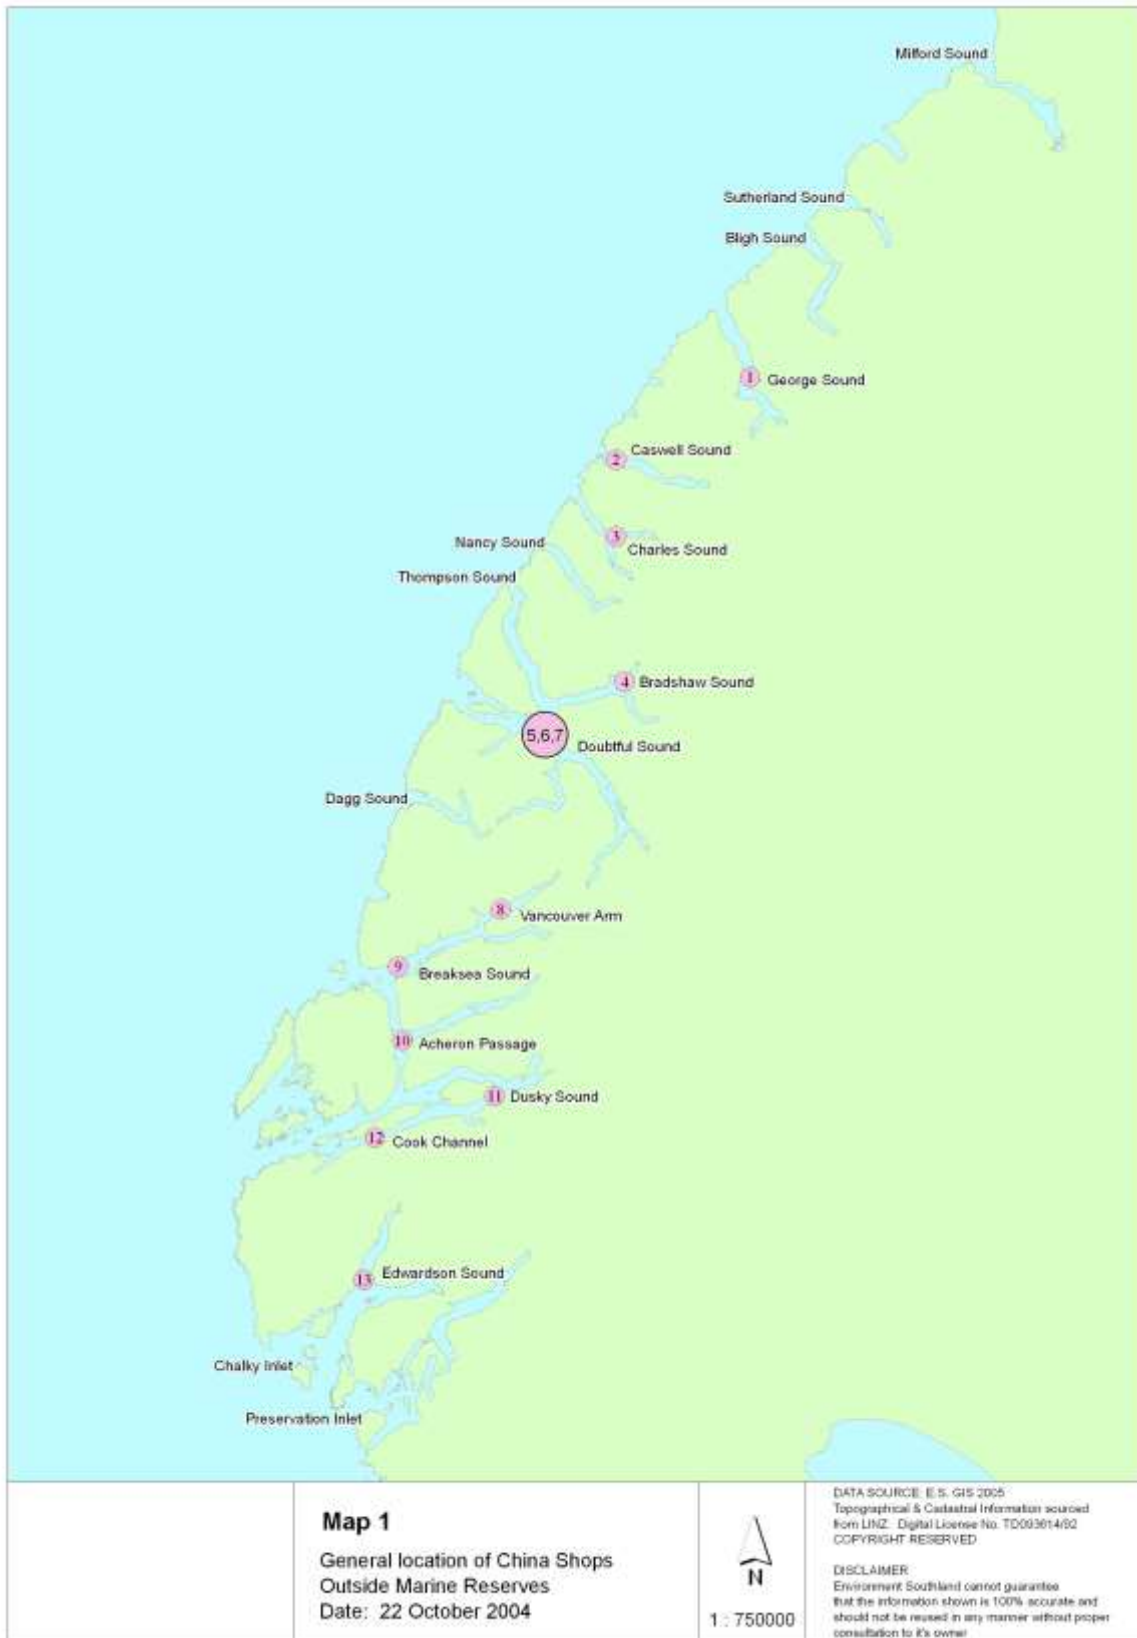 Milford Sound
Sutherland Sound
Bligh Sound
1 George Sound
2 Caswell Sound
3 Charles Sound
Nancy Sound
Thompson Sound
4 Bradshaw Sound
5,6,7 Doubtful Sound
Dagg Sound
8 Vancouver Arm
9 Breaksea Sound
10 Acheron Passage
11 Dusky Sound
12 Cook Channel
13 Edwardson Sound
Chalky Inlet
Preservation Inlet
Map 1
General location of China Shops
Outside Marine Reserves
Date: 22 October 2004
N
1 : 750000
DATA SOURCE: E.S. GIS 2005
Topographical & Cadastral Information sourced
from LINZ. Digital License No.
COPYRIGHT RESERVED
DISCLAIMER
Environment Southland cannot guarantee
that the information shown is 100% accurate and
should not be reused in any manner without proper
consultation to it's owner